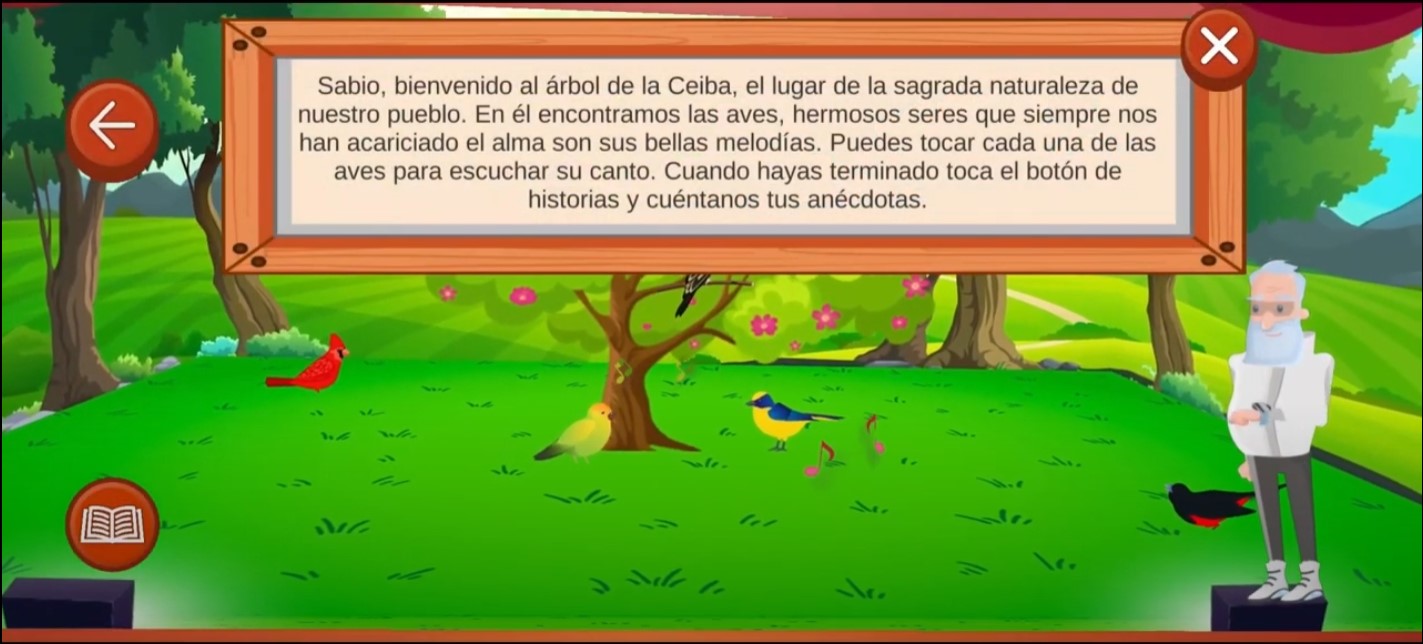 Sabio, bienvenido al árbol de la Ceiba, el lugar de la sagrada naturaleza de
nuestro pueblo. En él encontramos las aves, hermosos seres que siempre nos
han acariciado el alma son sus bellas melodías. Puedes tocar cada una de las
aves para escuchar su canto. Cuando hayas terminado toca el botón de
historias y cuéntanos tus anécdotas.